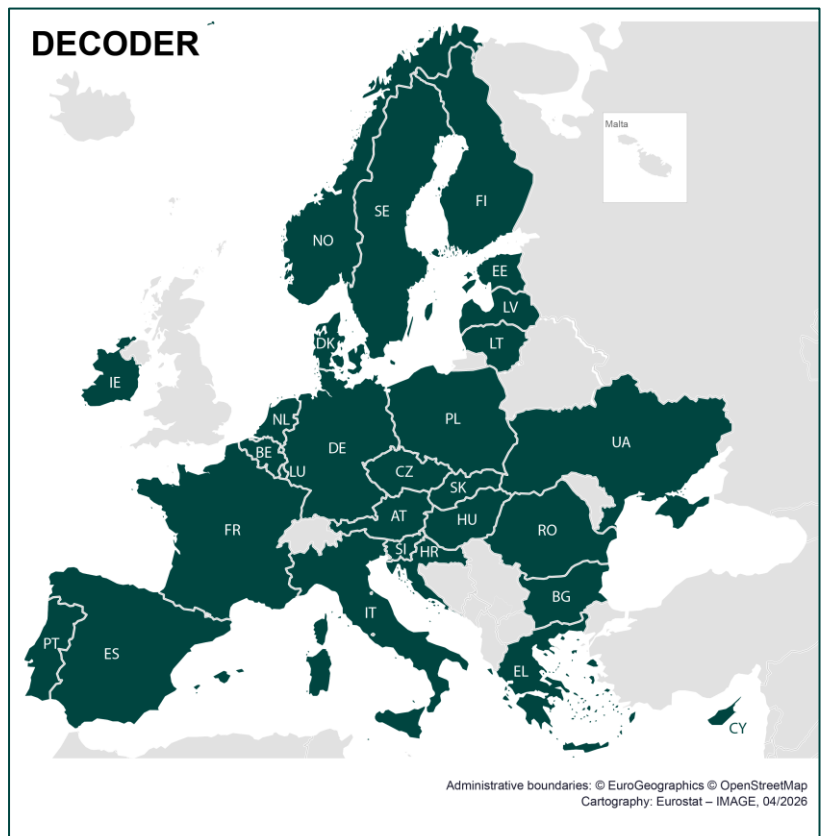 DECODER
Malta
FI
SE
NO
EE
LV
DK
LT
IE
NL
PL
DE
UA
BE
CZ
LU
SK
AT
HU
FR
RO
SI
HR
BG
IT
PT
ES
EL
CY
Administrative boundaries: © EuroGeographics © OpenStreetMap
Cartography: Eurostat – IMAGE, 04/2026